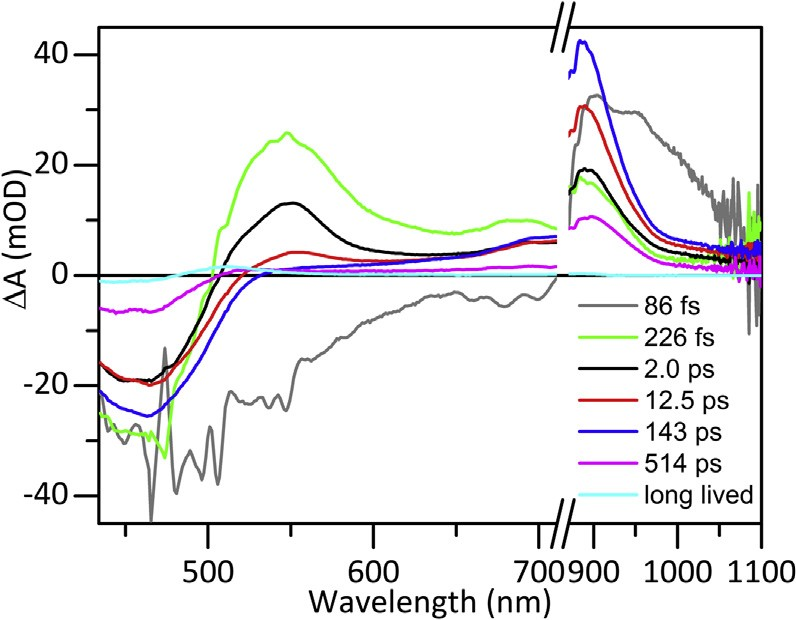 40
20
0
-20
-40
ΔA (mOD)
86 fs
226 fs
2.0 ps
12.5 ps
143 ps
514 ps
long lived
500 600 700 900 1000 1100
Wavelength (nm)